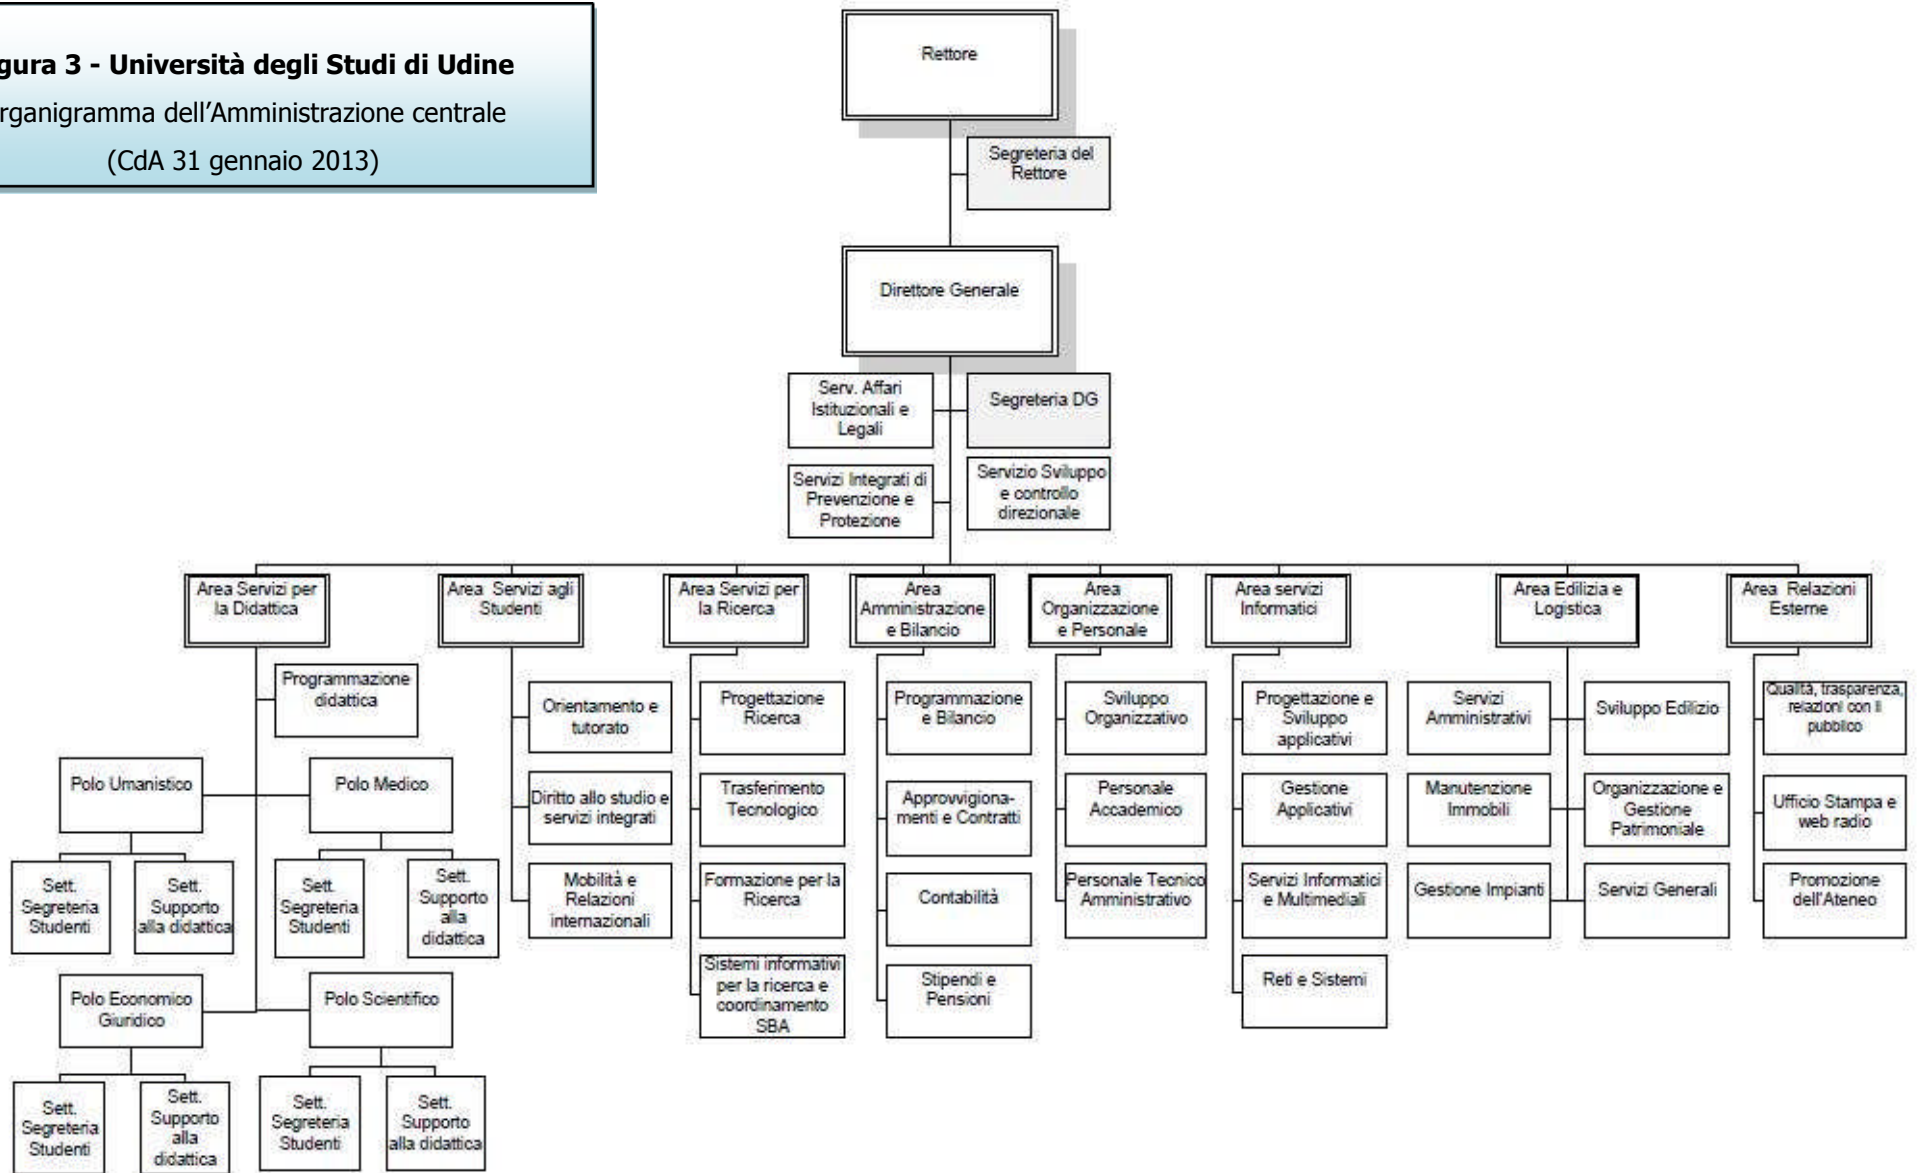 gura 3 - Università degli Studi di Udine
rganigramma dell'Amministrazione centrale
(CdA 31 gennaio 2013)
Rettore
Segreteria del
Rettore
Direttore Generale
Serv. Affari
Istituzionali e
Legali
Segreteria DG
Servizi Integrati di
Prevenzione e
Protezione
Servizio Sviluppo
e controllo
direzionale
Area Servizi per
la Didattica
Area Servizi agli
Studenti
Area Servizi per
la Ricerca
Area
Amministrazione
e Bilancio
Area
Organizzazione
e Personale
Area servizi
Informatici
Area Edilizia e
Logistica
Area Relazioni
Esterne
Programmazione
didattica
Polo Umanistico
Polo Medico
Sett.
Segreteria
Studenti
Sett.
Supporto
alla didattica
Sett.
Segreteria
Studenti
Sett.
Supporto
alla
didattica
Polo Economico
Giuridico
Polo Scientifico
Sett.
Segreteria
Studenti
Sett.
Supporto
alla
didattica
Sett.
Segreteria
Studenti
Sett.
Supporto
alla didattica
Orientamento e
tutorato
Diritto allo studio e
servizi integrati
Mobilità e
Relazioni
internazionali
Progettazione
Ricerca
Trasferimento
Tecnologico
Formazione per la
Ricerca
Sistemi informativi
per la ricerca e
coordinamento
SBA
Programmazione
e Bilancio
Approvvigiona-
menti e Contratti
Contabilità
Stipendi e
Pensioni
Sviluppo
Organizzativo
Personale
Accademico
Personale Tecnico
Amministrativo
Progettazione e
Sviluppo
applicativi
Gestione
Applicativi
Servizi Informatici
e Multimediali
Reti e Sistemi
Servizi
Amministrativi
Sviluppo Edilizio
Manutenzione
Immobili
Organizzazione e
Gestione
Patrimoniale
Gestione Impianti
Servizi Generali
Qualità, trasparenza,
relazioni con il
pubblico
Ufficio Stampa e
web radio
Promozione
dell'Ateneo